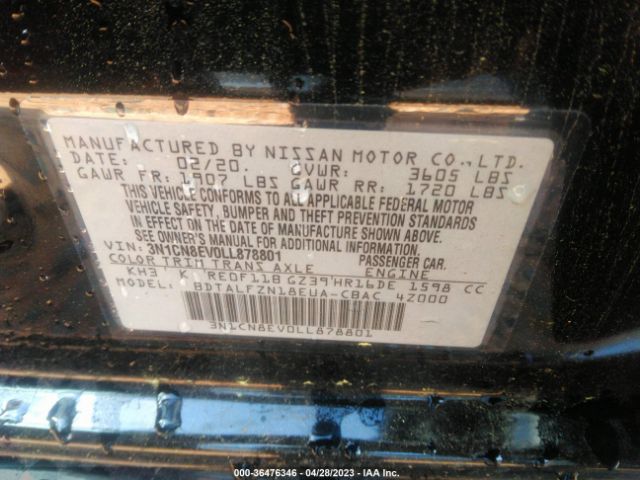 MANUFACTURED BY NISSAN MOTOR CO., LTD.
DATE: 02/20. GVWR: 3605 LBS
GAWR FR: 1907 LBS GAWR RR: 1720 LBS
THIS VEHICLE CONFORMS TO ALL APPLICABLE FEDERAL MOTOR
VEHICLE SAFETY, BUMPER AND THEFT PREVENTION STANDARDS
IN EFFECT ON THE DATE OF MANUFACTURE SHOWN ABOVE.
SEE OWNER'S MANUAL FOR ADDITIONAL INFORMATION.
VIN: 3N1CN8EV0LL878801 PASSENGER CAR.
COLOR TRIM TRANS AXLE ENGINE
KH3 K RE0F11B GZ39 HR16DE 1598 CC
MODEL: BDTALFZN18EUA-CBAC 4Z000
3N1CN8EV0LL878801
000-36476346 - 04/28/2023 - IAA Inc.